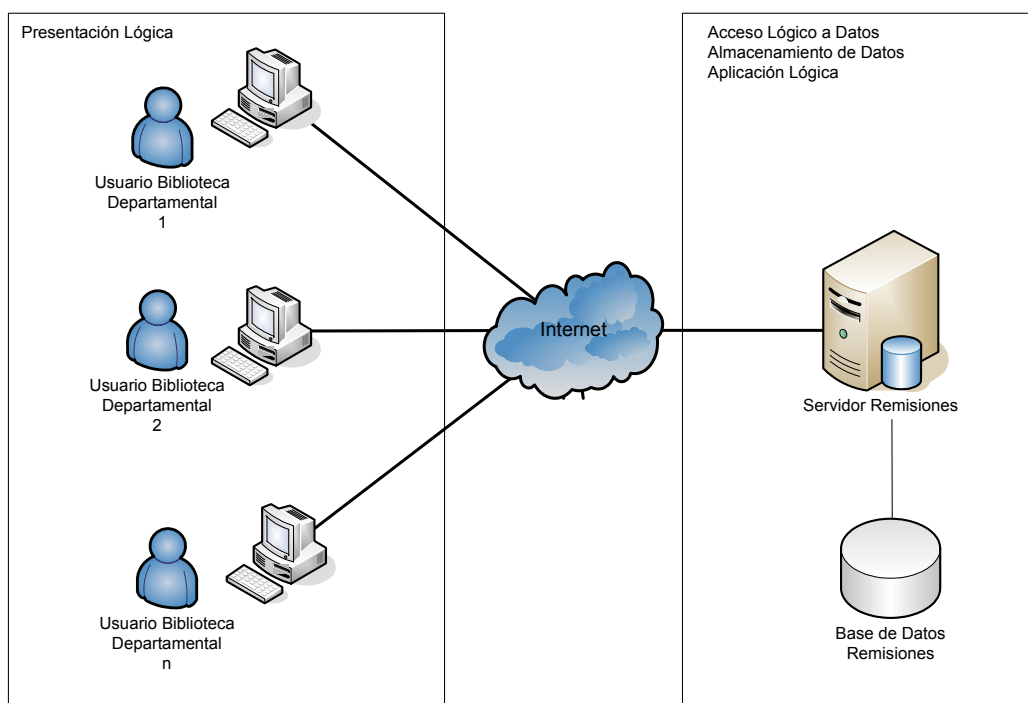 Presentación Lógica
Usuario Biblioteca
Departamental
1
Usuario Biblioteca
Departamental
2
Usuario Biblioteca
Departamental
n
Internet
Acceso Lógico a Datos
Almacenamiento de Datos
Aplicación Lógica
Servidor Remisiones
Base de Datos
Remisiones